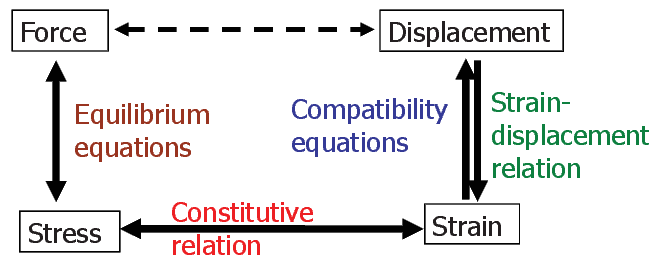 Force
Displacement
Equilibrium
equations
Compatibility
equations
Strain-
displacement
relation
Stress
Constitutive
relation
Strain